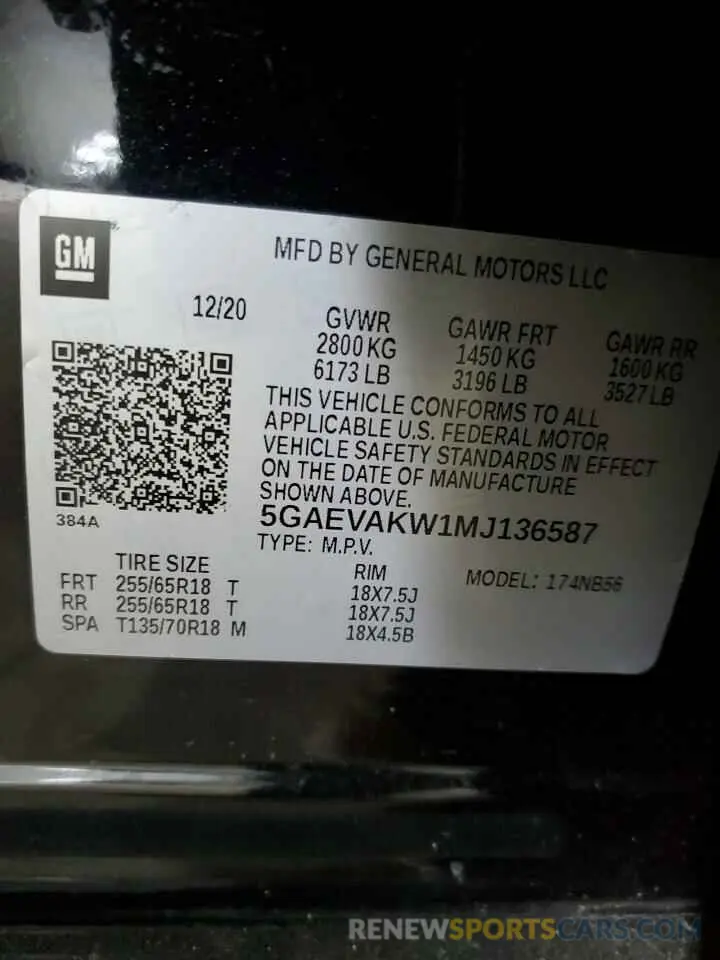 GM
MFD BY GENERAL MOTORS LLC
12/20 GVWR GAWR FRT GAWR RR
2800 KG 1450 KG 1600 KG
6173 LB 3196 LB 3527 LB
THIS VEHICLE CONFORMS TO ALL
APPLICABLE U.S. FEDERAL MOTOR
VEHICLE SAFETY STANDARDS IN EFFECT
ON THE DATE OF MANUFACTURE
SHOWN ABOVE.
384A
5GAEVAKW1MJ136587
TYPE: M.P.V.
TIRE SIZE RIM MODEL: 174NB56
FRT 255/65R18 T 18X7.5J
RR 255/65R18 T 18X7.5J
SPA T135/70R18 M 18X4.5B
RENEWSPORTSCARS.COM